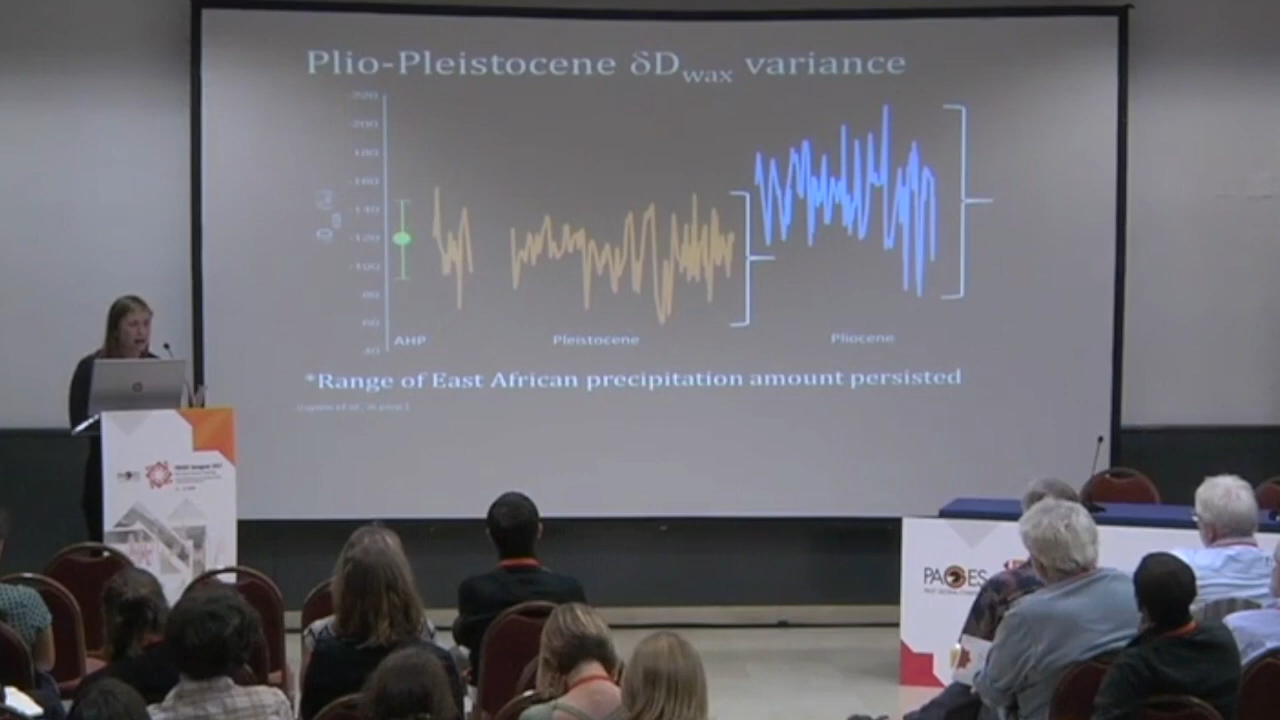 Plio-Pleistocene δDwax variance
-220
-200
-180
-160
-140
-120
-100
-80
-60
-40
AHP
Pleistocene
Pliocene
*Range of East African precipitation amount persisted
PAGES